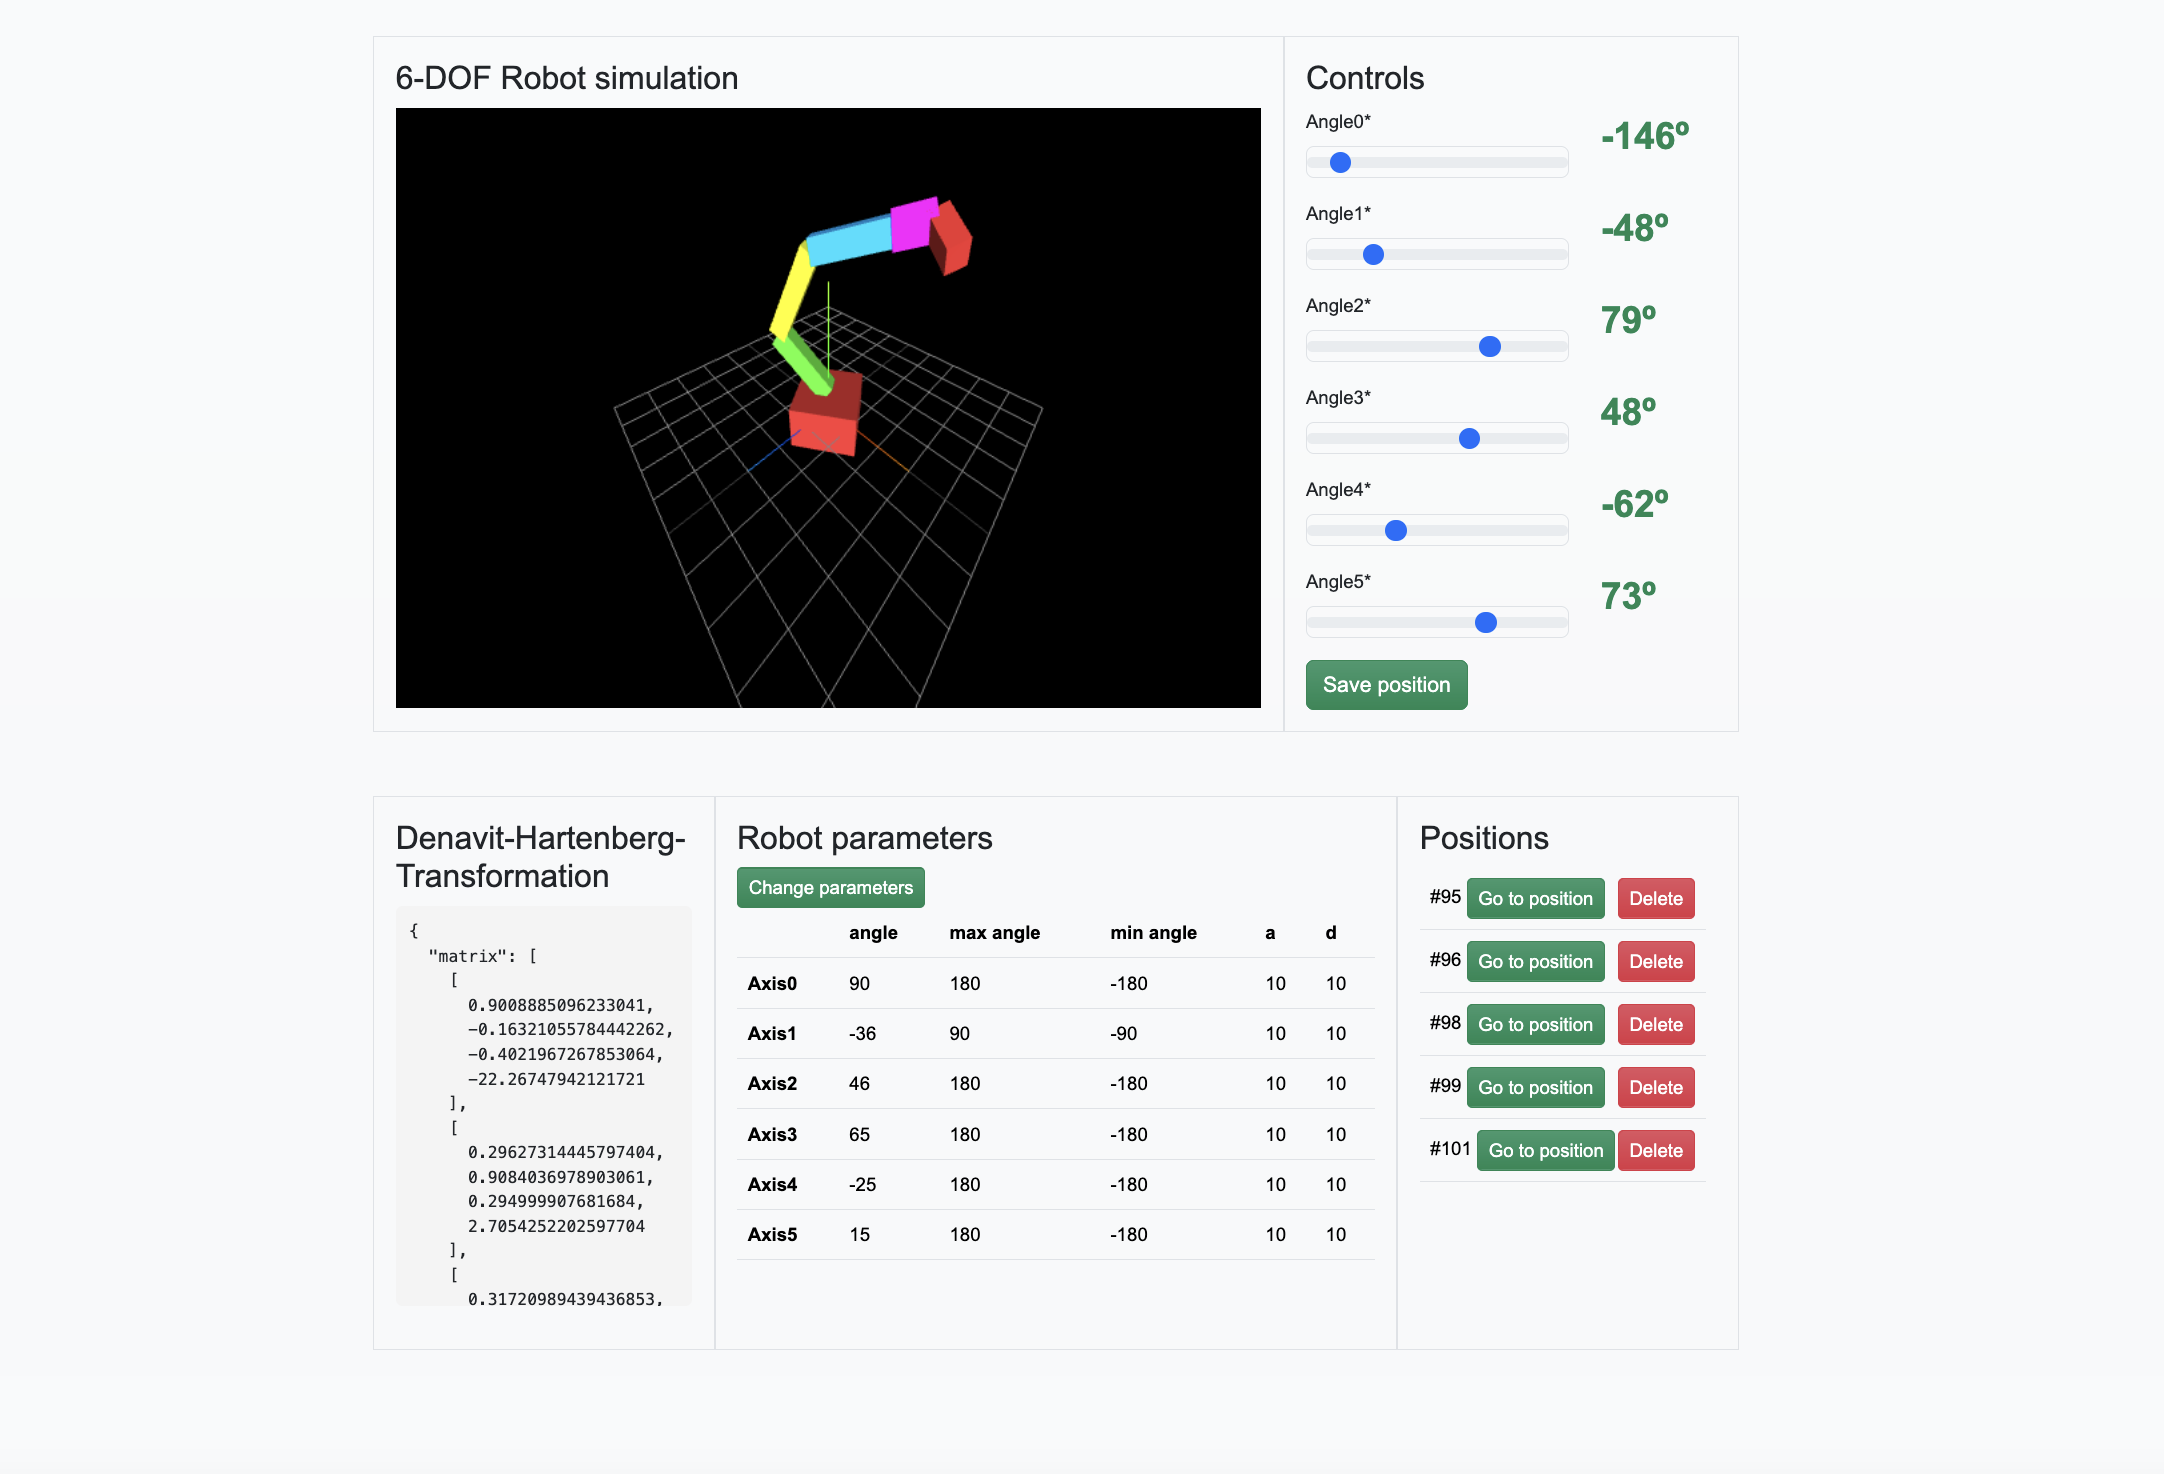 6-DOF Robot simulation
Controls
Angle0*
-146º
Angle1*
-48º
Angle2*
79º
Angle3*
48º
Angle4*
-62º
Angle5*
73º
Save position
Denavit-Hartenberg-
Transformation
{
"matrix": [
[
0.9008885096233041,
-0.16321055784442262,
-0.4021967267853064,
-22.26747942121721
],
[
0.29627314445797404,
0.9084036978903061,
0.294999907681684,
2.7054252202597704
],
[
0.31720989439436853,
Robot parameters
Change parameters
angle max angle min angle a d
Axis0 90 180 -180 10 10
Axis1 -36 90 -90 10 10
Axis2 46 180 -180 10 10
Axis3 65 180 -180 10 10
Axis4 -25 180 -180 10 10
Axis5 15 180 -180 10 10
Positions
#95 Go to position Delete
#96 Go to position Delete
#98 Go to position Delete
#99 Go to position Delete
#101 Go to position Delete